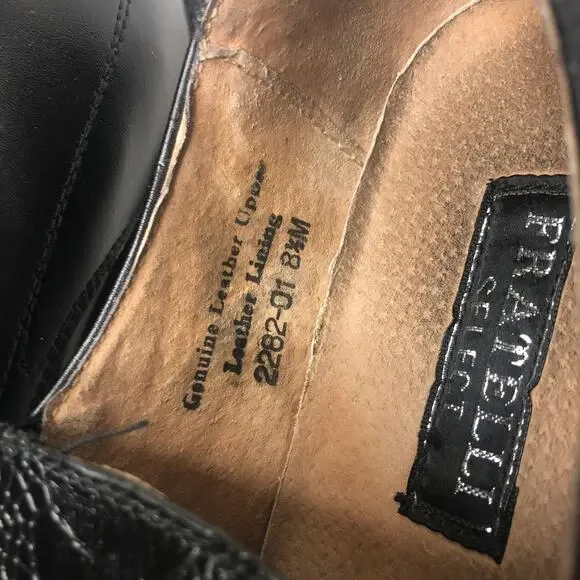 Genuine Leather Upper
Leather Lining
2282-01 8½M
FRATELLI
SELECT